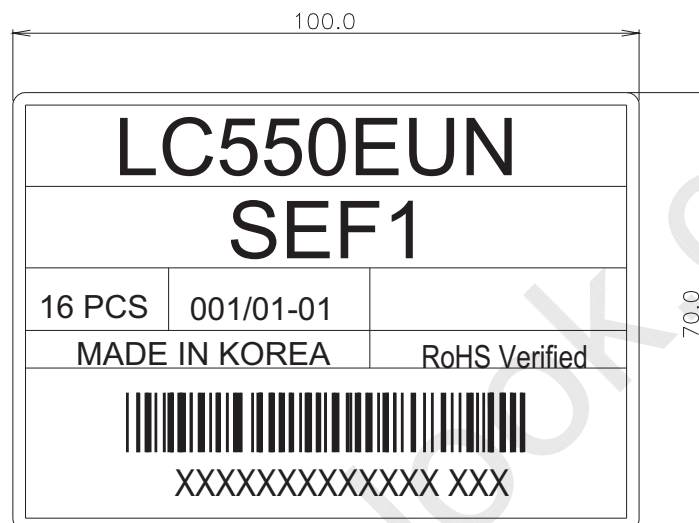 100.0
LC550EUN
SEF1
16 PCS 001/01-01
MADE IN KOREA RoHS Verified
70.0
XXXXXXXXXXXXX XXX